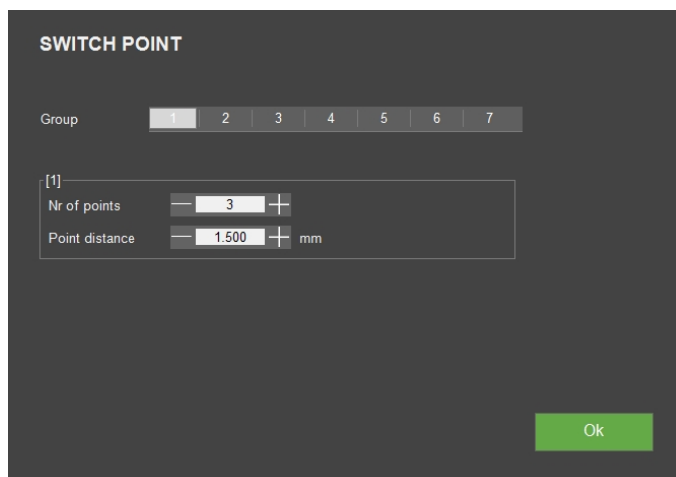 SWITCH POINT
Group 1 2 3 4 5 6 7
[1]
Nr of points — 3 +
Point distance — 1.500 + mm
Ok